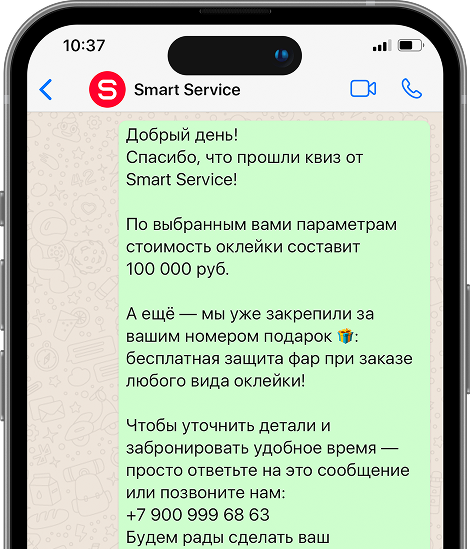 10:37
Smart Service
Добрый день!
Спасибо, что прошли квиз от
Smart Service!
По выбранным вами параметрам
стоимость оклейки составит
100 000 руб.
А ещё — мы уже закрепили за
вашим номером подарок 🎁:
бесплатная защита фар при заказе
любого вида оклейки!
Чтобы уточнить детали и
забронировать удобное время —
просто ответьте на это сообщение
или позвоните нам:
+7 900 999 68 63
Будем рады сделать ваш